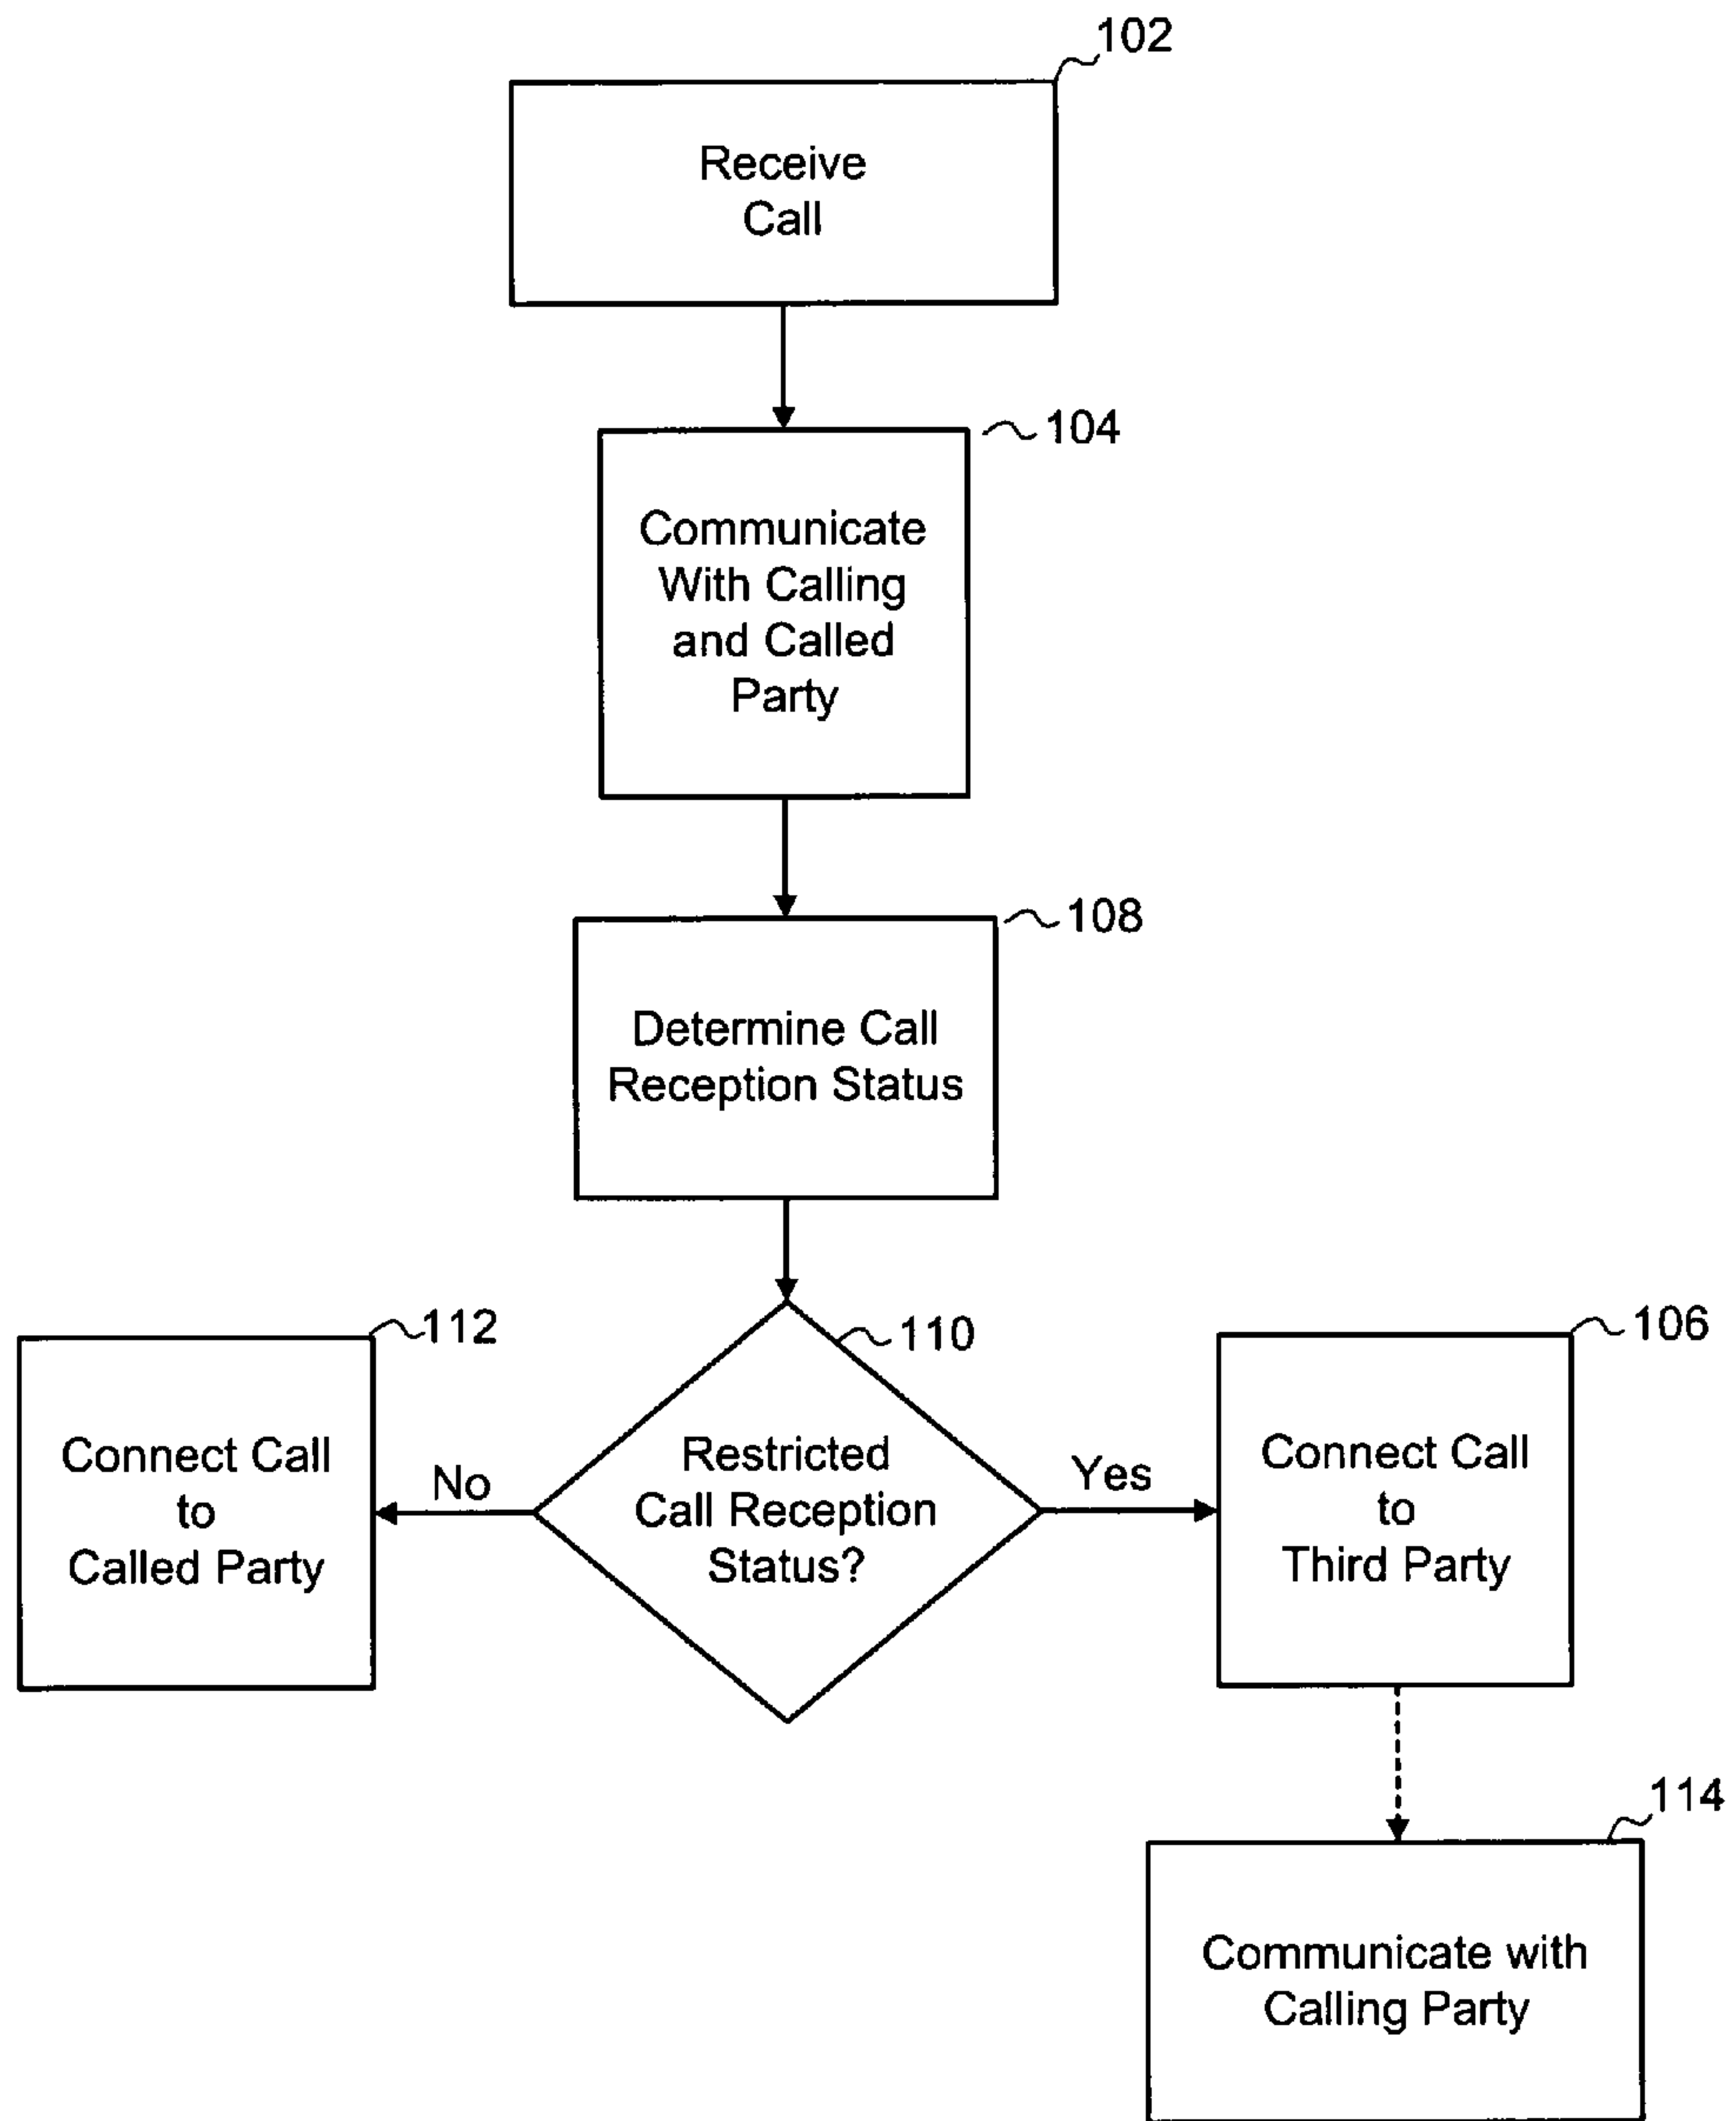 102
Receive
Call
104
Communicate
With Calling
and Called
Party
108
Determine Call
Reception Status
110
Restricted
Call Reception
Status?
No
Yes
112
Connect Call
to
Called Party
106
Connect Call
to
Third Party
114
Communicate with
Calling Party